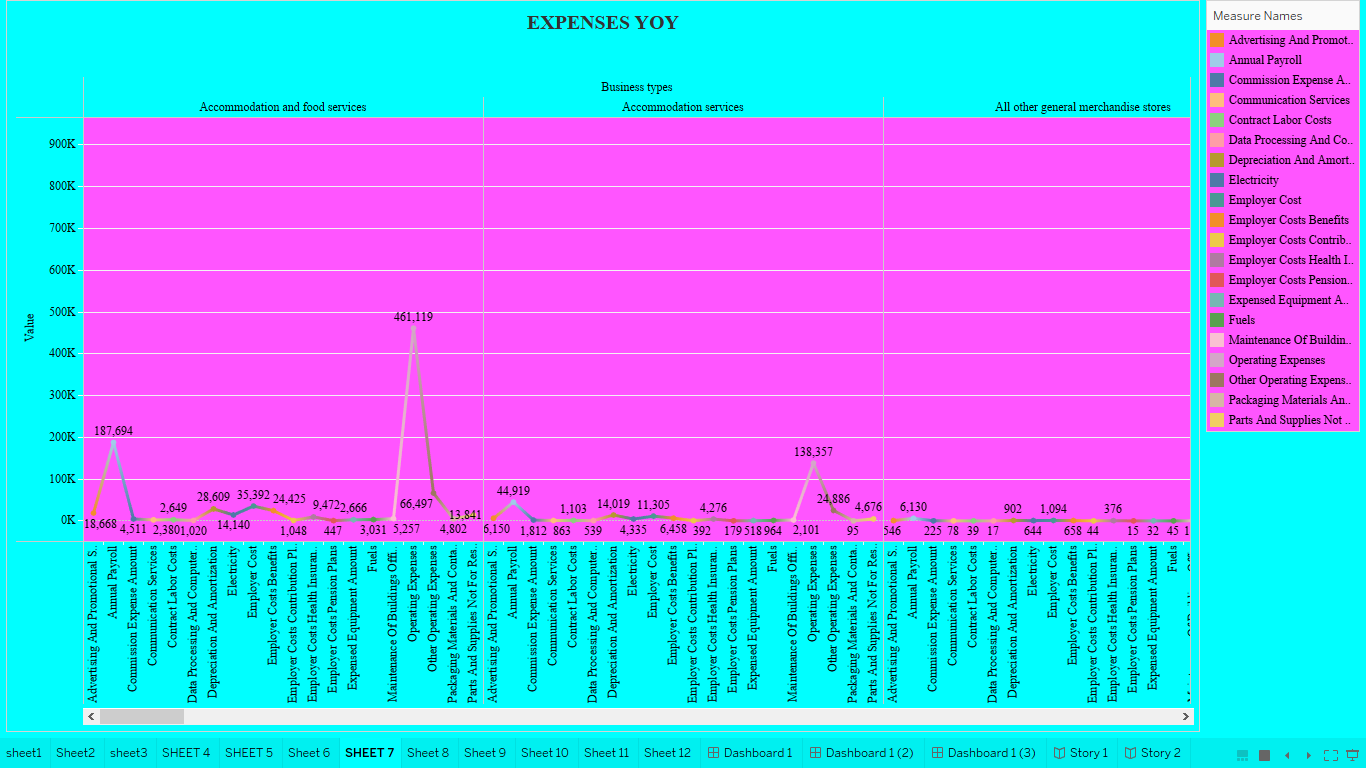 EXPENSES YOY
Measure Names
Advertising And Promot..
Annual Payroll
Commission Expense A..
Communication Services
Contract Labor Costs
Data Processing And Co..
Depreciation And Amort..
Electricity
Employer Cost
Employer Costs Benefits
Employer Costs Contrib..
Employer Costs Health I..
Employer Costs Pension..
Expensed Equipment A..
Fuels
Maintenance Of Buildin..
Operating Expenses
Other Operating Expens..
Packaging Materials An..
Parts And Supplies Not ..
Business types
Accommodation and food services Accommodation services All other general merchandise stores
Value
900K
800K
700K
600K
500K
400K
300K
200K
100K
0K
461,119
187,694
138,357
18,668 4,511 2,380 2,649 1,020 28,609 14,140 35,392 24,425 1,048 9,472 447 2,666 3,031 5,257 66,497 4,802 13,841
6,150 44,919 1,812 863 1,103 539 14,019 4,335 11,305 6,458 392 4,276 179 518 964 2,101 24,886 95 4,676
546 6,130 225 78 39 17 902 644 1,094 658 44 376 15 32 45
Advertising And Promotional S..
Annual Payroll
Commission Expense Amount
Communication Services
Contract Labor Costs
Data Processing And Computer..
Depreciation And Amortization
Electricity
Employer Cost
Employer Costs Benefits
Employer Costs Contribution Pl..
Employer Costs Health Insuran..
Employer Costs Pension Plans
Expensed Equipment Amount
Fuels
Maintenance Of Buildings Offi..
Operating Expenses
Other Operating Expenses
Packaging Materials And Conta..
Parts And Supplies Not For Res..
Advertising And Promotional S..
Annual Payroll
Commission Expense Amount
Communication Services
Contract Labor Costs
Data Processing And Computer..
Depreciation And Amortization
Electricity
Employer Cost
Employer Costs Benefits
Employer Costs Contribution Pl..
Employer Costs Health Insuran..
Employer Costs Pension Plans
Expensed Equipment Amount
Fuels
Maintenance Of Buildings Offi..
Operating Expenses
Other Operating Expenses
Packaging Materials And Conta..
Parts And Supplies Not For Res..
Advertising And Promotional S..
Annual Payroll
Commission Expense Amount
Communication Services
Contract Labor Costs
Data Processing And Computer..
Depreciation And Amortization
Electricity
Employer Cost
Employer Costs Benefits
Employer Costs Contribution Pl..
Employer Costs Health Insuran..
Employer Costs Pension Plans
Expensed Equipment Amount
Fuels
sheet1 Sheet2 sheet3 SHEET 4 SHEET 5 Sheet 6 SHEET 7 Sheet 8 Sheet 9 Sheet 10 Sheet 11 Sheet 12 Dashboard 1 Dashboard 1 (2) Dashboard 1 (3) Story 1 Story 2